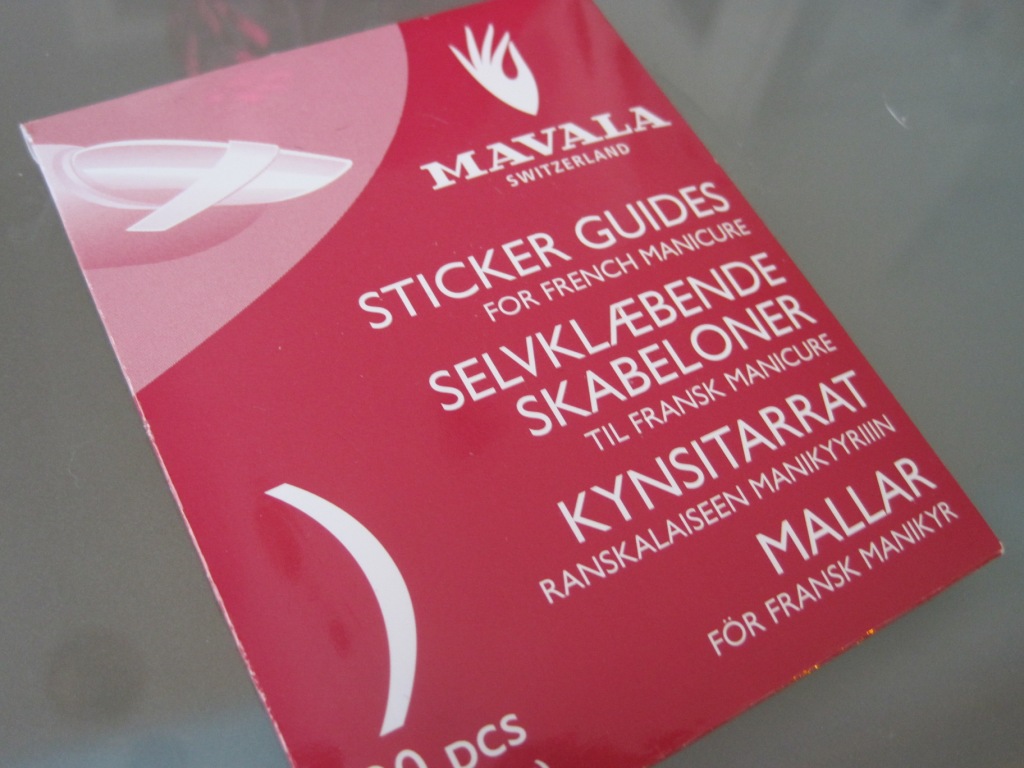 MAVALA
SWITZERLAND
STICKER GUIDES
FOR FRENCH MANICURE
SELVKLÆBENDE
SKABELONER
TIL FRANSK MANICURE
KYNSITARRAT
RANSKALAISEEN MANIKYYRIIIN
MALLAR
FÖR FRANSK MANIKYR
PCS